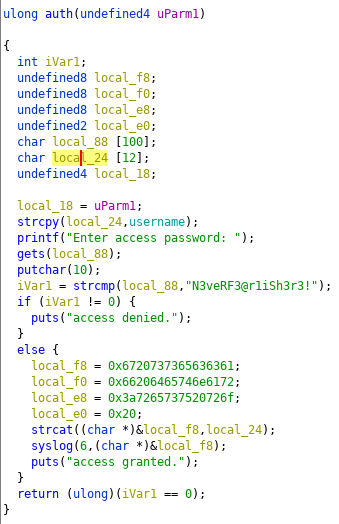 ulong auth(undefined4 uParm1)
{
int iVar1;
undefined8 local_f8;
undefined8 local_f0;
undefined8 local_e8;
undefined2 local_e0;
char local_88 [100];
char local_24 [12];
undefined4 local_18;
local_18 = uParm1;
strcpy(local_24,username);
printf("Enter access password: ");
gets(local_88);
putchar(10);
iVar1 = strcmp(local_88,"N3veRF3@r1iSh3r3!");
if (iVar1 != 0) {
puts("access denied.");
}
else {
local_f8 = 0x6720737365636361;
local_f0 = 0x66206465746e6172;
local_e8 = 0x3a7265737520726f;
local_e0 = 0x20;
strcat((char *)&local_f8,local_24);
syslog(6,(char *)&local_f8);
puts("access granted.");
}
return (ulong)(iVar1 == 0);
}